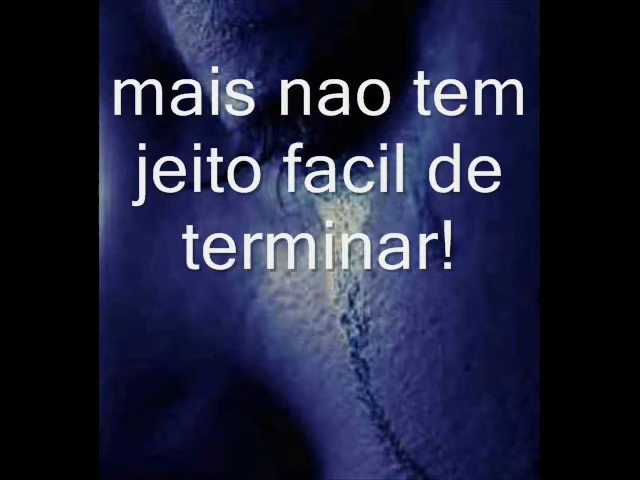 mais nao tem
jeito facil de
terminar!